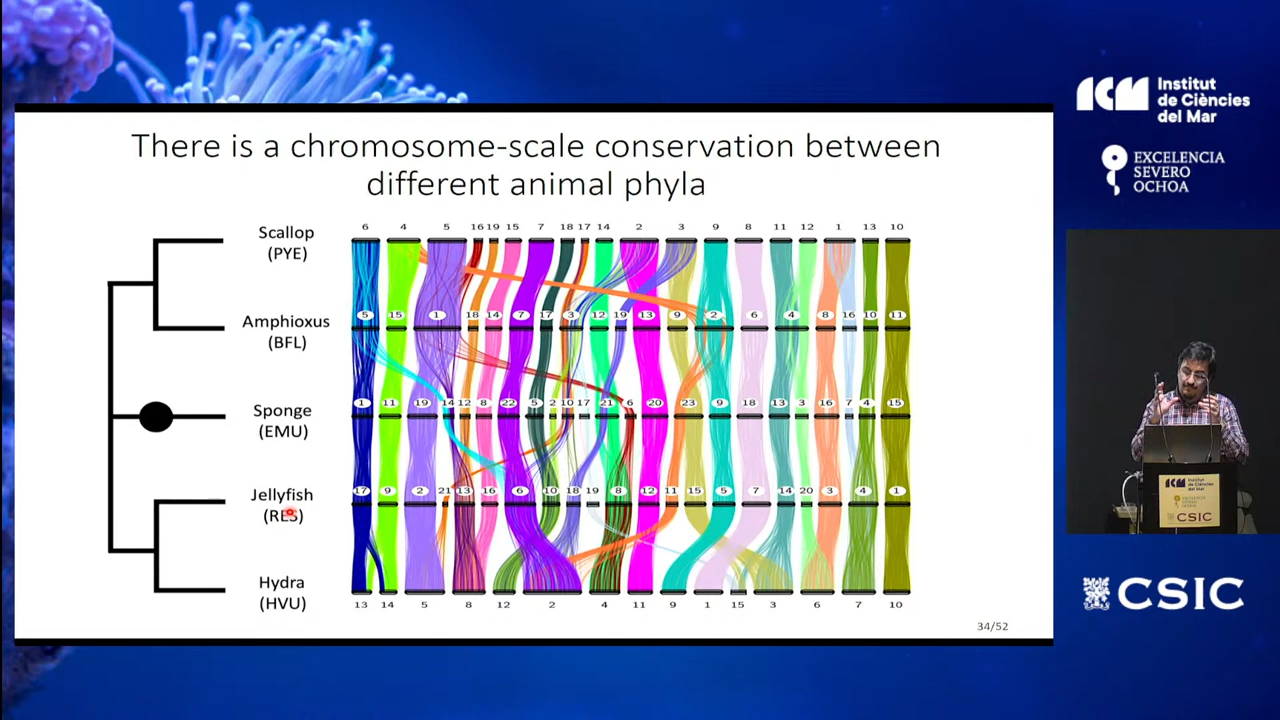 There is a chromosome-scale conservation between
different animal phyla
Scallop
(PYE)
Amphioxus
(BFL)
Sponge
(EMU)
Jellyfish
(RES)
Hydra
(HVU)
6 4 5 16 19 15 7 18 17 14 2 3 9 8 11 12 1 13 10
5 15 1 18 14 7 17 3 12 19 13 9 2 6 4 8 16 10 11
1 11 19 14 12 8 22 5 2 10 17 21 6 20 23 9 18 13 3 16 7 4 15
17 9 2 21 13 16 6 10 18 19 8 12 11 15 5 7 14 20 3 4 1
13 14 5 8 12 2 4 11 9 1 15 3 6 7 10
34/52
ICM
Institut
de Ciències
del Mar
EXCELENCIA
SEVERO
OCHOA
ICM
CSIC
CSIC